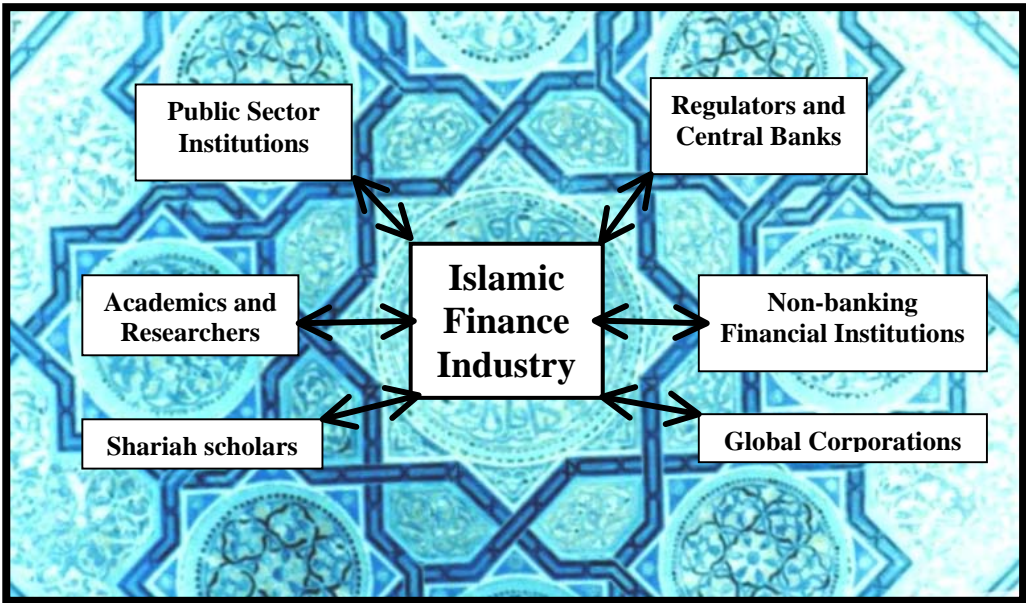 Public Sector
Institutions
Regulators and
Central Banks
Islamic
Finance
Industry
Academics and
Researchers
Non-banking
Financial Institutions
Shariah scholars
Global Corporations